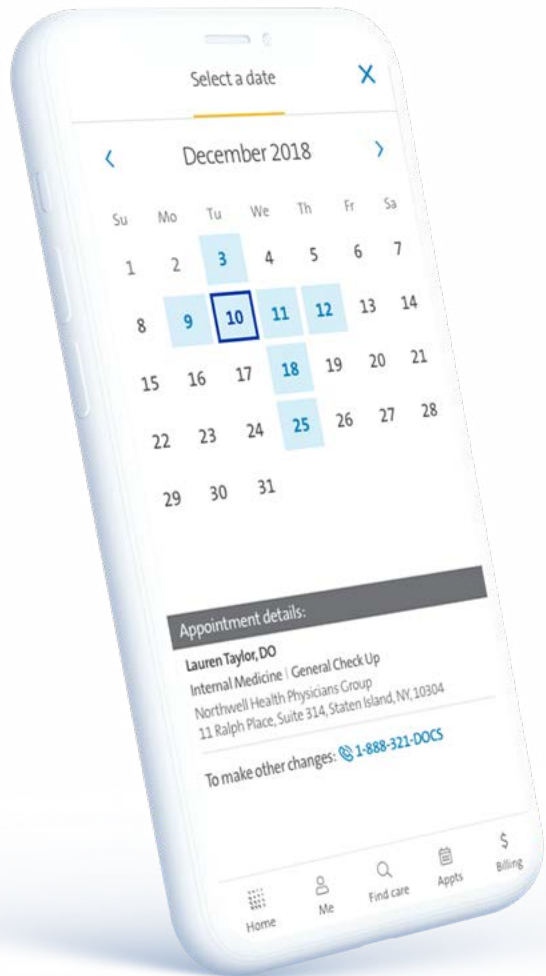 Select a date X
December 2018
Su Mo Tu We Th Fr Sa
1 2 3 4 5 6 7
8 9 10 11 12 13 14
15 16 17 18 19 20 21
22 23 24 25 26 27 28
29 30 31
Appointment details:
Lauren Taylor, DO
Internal Medicine | General Check Up
Northwell Health Physicians Group
11 Ralph Place, Suite 314, Staten Island, NY, 10304
To make other changes: 1-888-321-DOCS
Home Me Find care Appts $ Billing